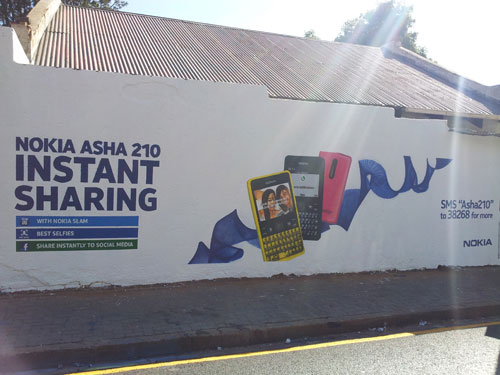 NOKIA ASHA 210
INSTANT
SHARING
WITH NOKIA SLAM
BEST SELFIES
SHARE INSTANTLY TO SOCIAL MEDIA
SMS "Asha210"
to 38268 for more
NOKIA